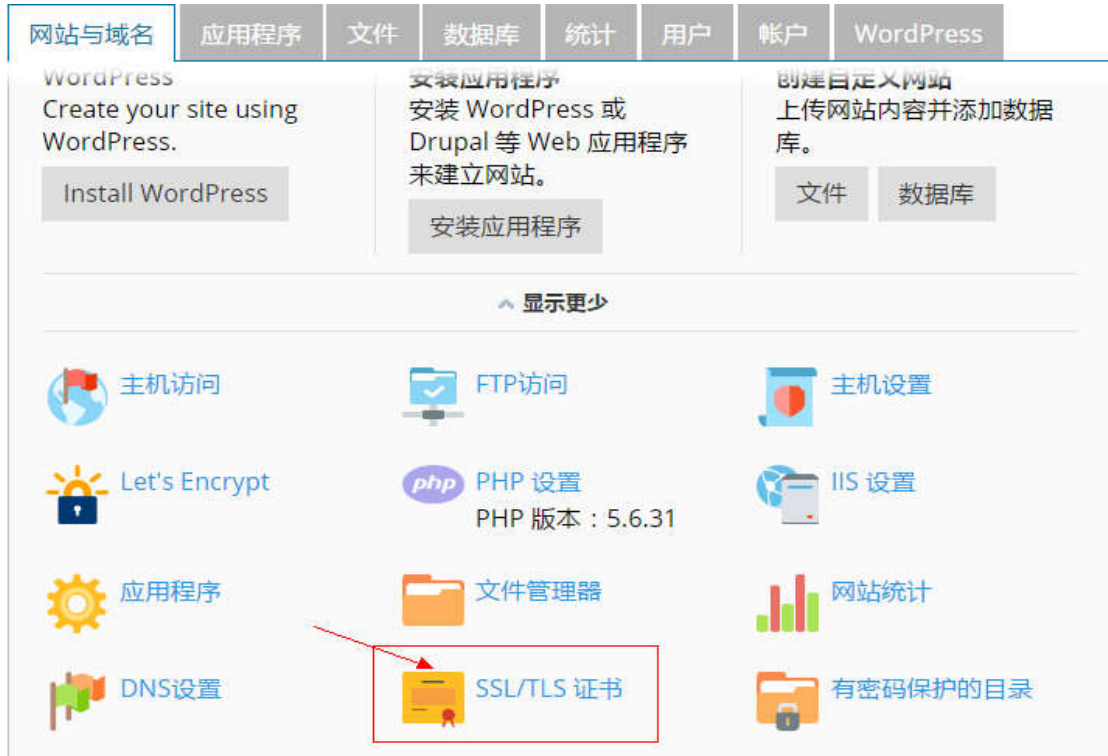 网站与域名
应用程序
文件
数据库
统计
用户
帐户
WordPress
WordPress
Create your site using
WordPress.
Install WordPress
安装应用程序
安装 WordPress 或
Drupal 等 Web 应用程序
来建立网站。
安装应用程序
创建自定义网站
上传网站内容并添加数据
库。
文件
数据库
显示更少
主机访问
FTP访问
主机设置
Let's Encrypt
php
PHP 设置
PHP 版本：5.6.31
IIS 设置
应用程序
文件管理器
网站统计
DNS设置
SSL/TLS 证书
有密码保护的目录